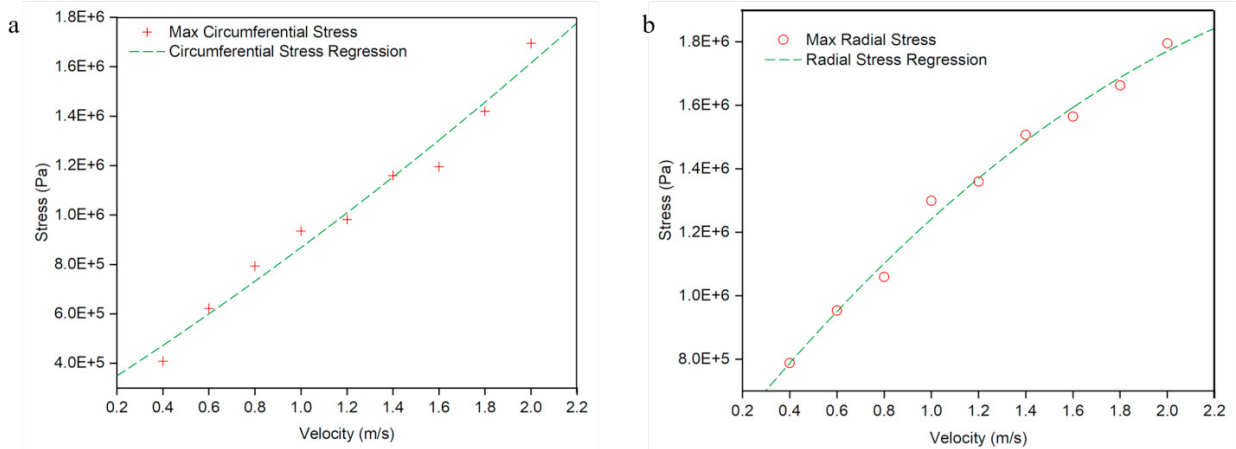 a
1.8E+6
1.6E+6
1.4E+6
1.2E+6
1.0E+6
8.0E+5
6.0E+5
4.0E+5
Stress (Pa)
Max Circumferential Stress
Circumferential Stress Regression
0.2 0.4 0.6 0.8 1.0 1.2 1.4 1.6 1.8 2.0 2.2
Velocity (m/s)
b
1.8E+6
1.6E+6
1.4E+6
1.2E+6
1.0E+6
8.0E+5
Stress (Pa)
Max Radial Stress
Radial Stress Regression
0.2 0.4 0.6 0.8 1.0 1.2 1.4 1.6 1.8 2.0 2.2
Velocity (m/s)